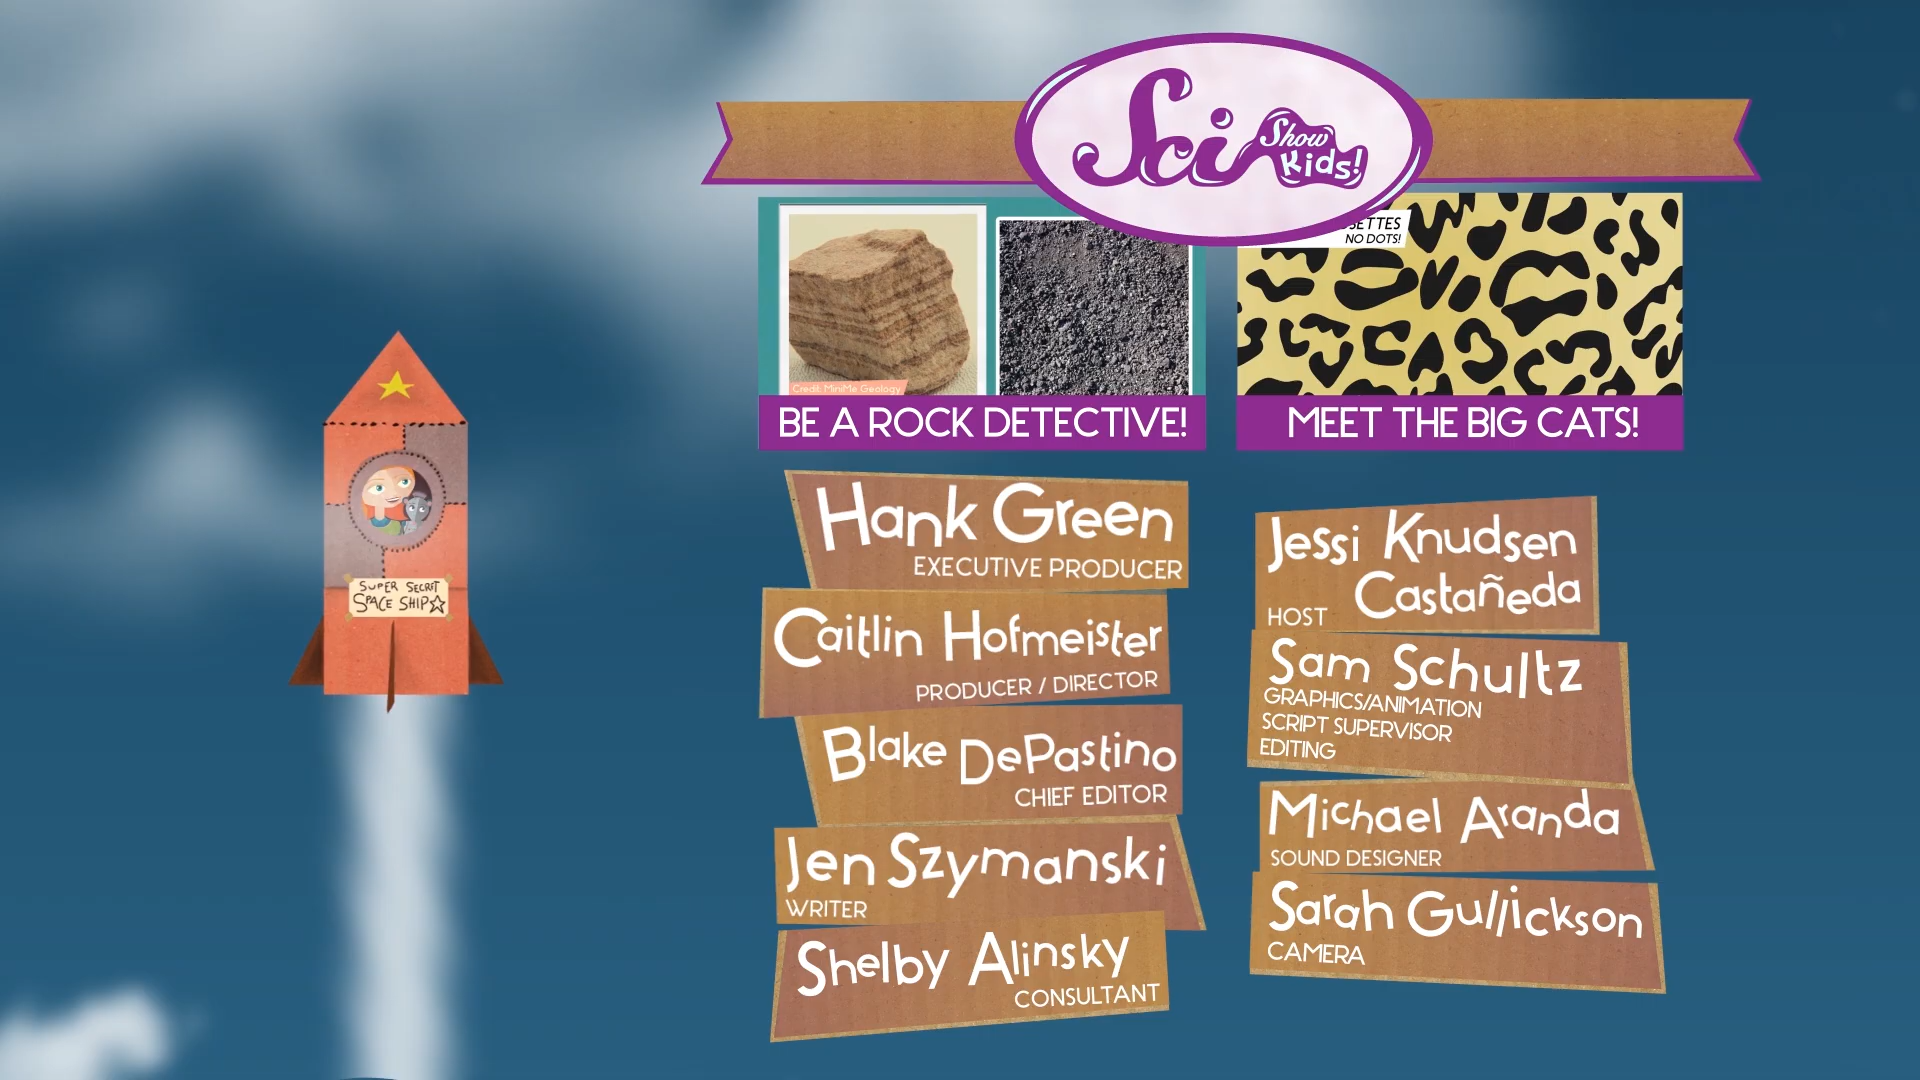 Sci Show Kids!
NO DOTS!
Credit: MiniMe Geology
BE A ROCK DETECTIVE!
MEET THE BIG CATS!
SUPER SECRET
SPACE SHIP
Hank Green
EXECUTIVE PRODUCER
Caitlin Hofmeister
PRODUCER / DIRECTOR
Blake DePastino
CHIEF EDITOR
Jen Szymanski
WRITER
Shelby Alinsky
CONSULTANT
Jessi Knudsen
Castañeda
HOST
Sam Schultz
GRAPHICS/ANIMATION
SCRIPT SUPERVISOR
EDITING
Michael Aranda
SOUND DESIGNER
Sarah Gullickson
CAMERA